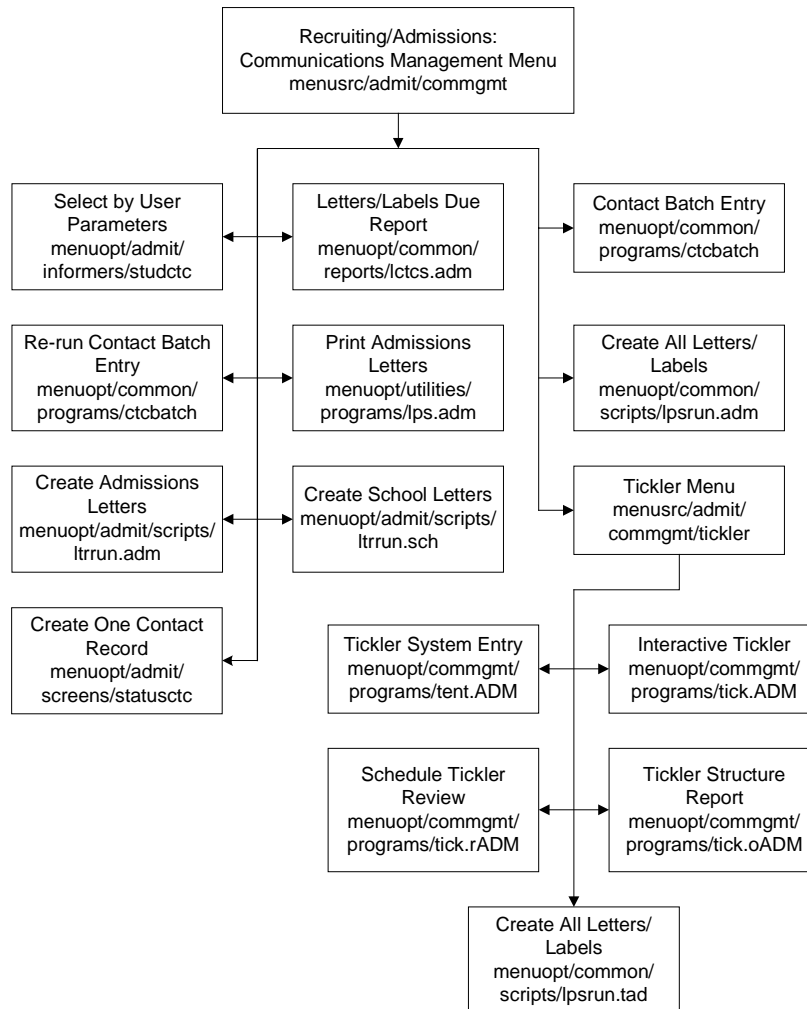 Recruiting/Admissions:
Communications Management Menu
menusrc/admit/commgmt
Select by User
Parameters
menuopt/admit/
informers/studctc
Letters/Labels Due
Report
menuopt/common/
reports/lctcs.adm
Contact Batch Entry
menuopt/common/
programs/ctcbatch
Re-run Contact Batch
Entry
menuopt/common/
programs/ctcbatch
Print Admissions
Letters
menuopt/utilities/
programs/lps.adm
Create All Letters/
Labels
menuopt/common/
scripts/lpsrun.adm
Create Admissions
Letters
menuopt/admit/scripts/
ltrrun.adm
Create School Letters
menuopt/admit/scripts/
ltrrun.sch
Tickler Menu
menusrc/admit/
commgmt/tickler
Create One Contact
Record
menuopt/admit/
screens/statusctc
Tickler System Entry
menuopt/commgmt/
programs/tent.ADM
Interactive Tickler
menuopt/commgmt/
programs/tick.ADM
Schedule Tickler
Review
menuopt/commgmt/
programs/tick.rADM
Tickler Structure
Report
menuopt/commgmt/
programs/tick.oADM
Create All Letters/
Labels
menuopt/common/
scripts/lpsrun.tad